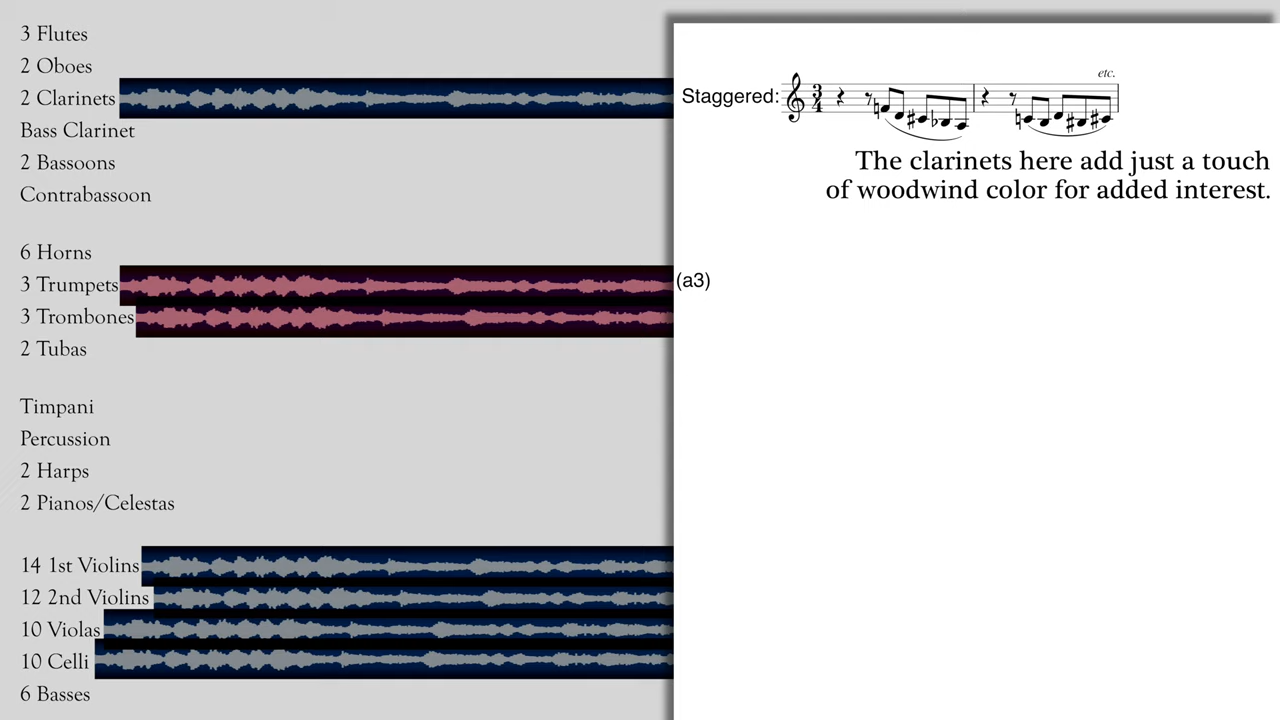 3 Flutes
2 Oboes
2 Clarinets
Bass Clarinet
2 Bassoons
Contrabassoon
6 Horns
3 Trumpets
3 Trombones
2 Tubas
Timpani
Percussion
2 Harps
2 Pianos/Celestas
14 1st Violins
12 2nd Violins
10 Violas
10 Celli
6 Basses
etc.
Staggered:
3
4
The clarinets here add just a touch
of woodwind color for added interest.
(a3)